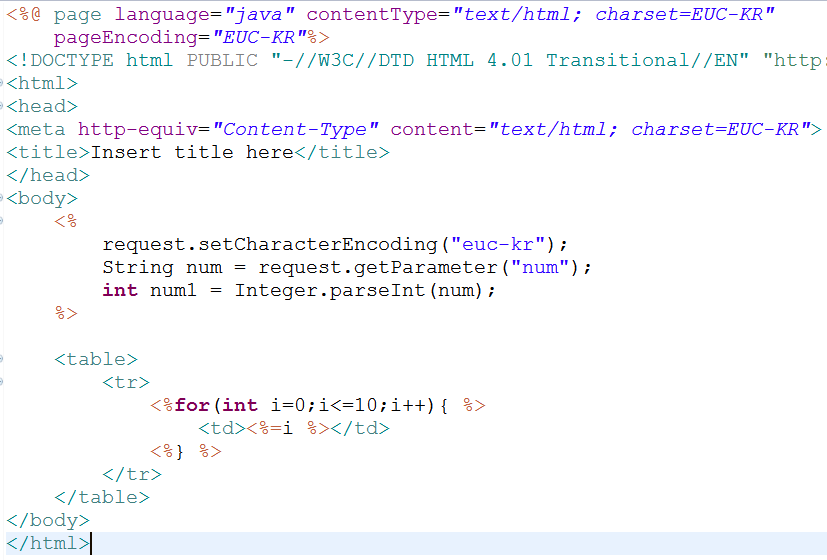 <%@ page language="java" contentType="text/html; charset=EUC-KR"
    pageEncoding="EUC-KR"%>
<!DOCTYPE html PUBLIC "-//W3C//DTD HTML 4.01 Transitional//EN" "http:
<html>
<head>
<meta http-equiv="Content-Type" content="text/html; charset=EUC-KR">
<title>Insert title here</title>
</head>
<body>
    <%
        request.setCharacterEncoding("euc-kr");
        String num = request.getParameter("num");
        int num1 = Integer.parseInt(num);
    %>
    <table>
        <tr>
            <%for(int i=0;i<=10;i++){ %>
                <td><%=i %></td>
            <%} %>
        </tr>
    </table>
</body>
</html>